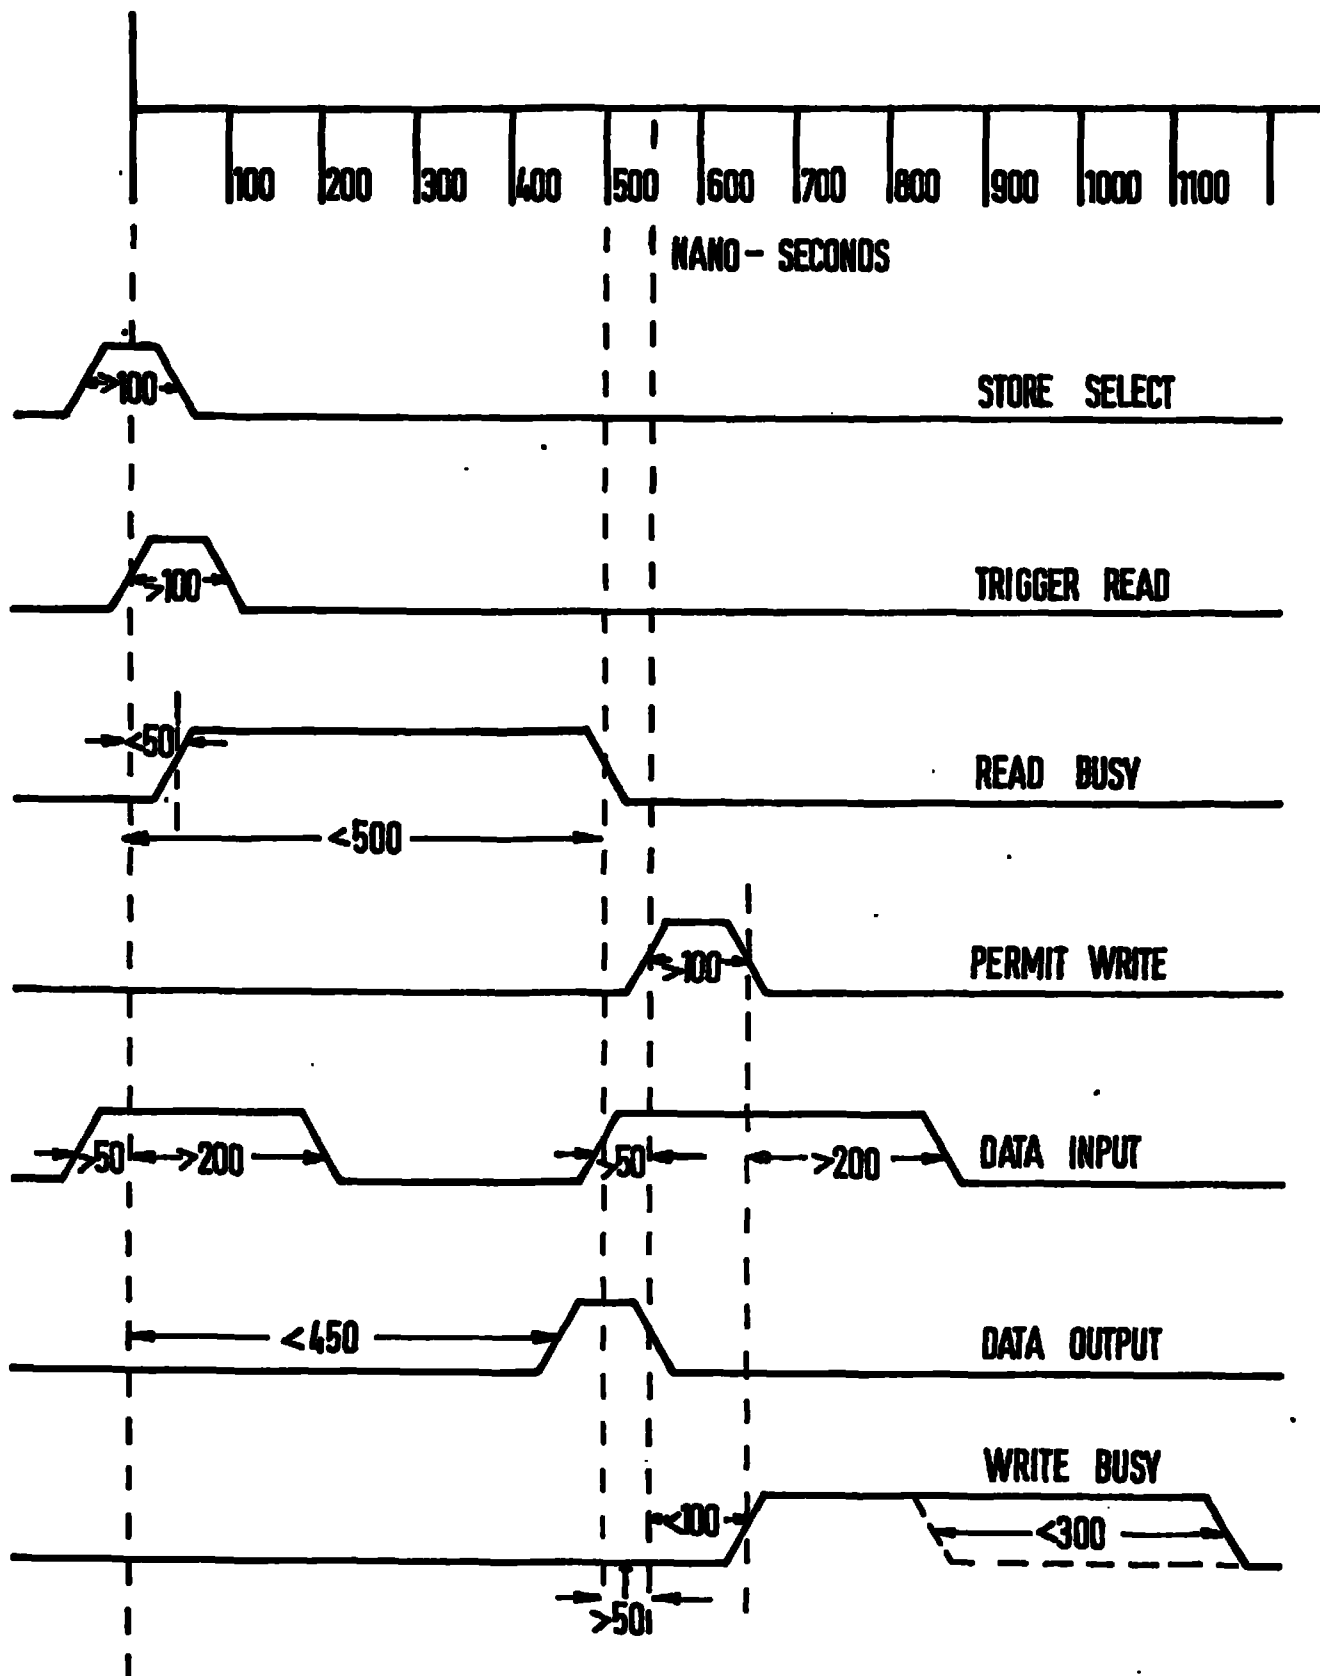 100 200 300 400 500 600 700 800 900 1000 1100
NANO - SECONDS
>100
STORE SELECT
>100
TRIGGER READ
<50
READ BUSY
<500
>100
PERMIT WRITE
>50 >200 >50 >200
DATA INPUT
<450
DATA OUTPUT
WRITE BUSY
<100 <300
>50